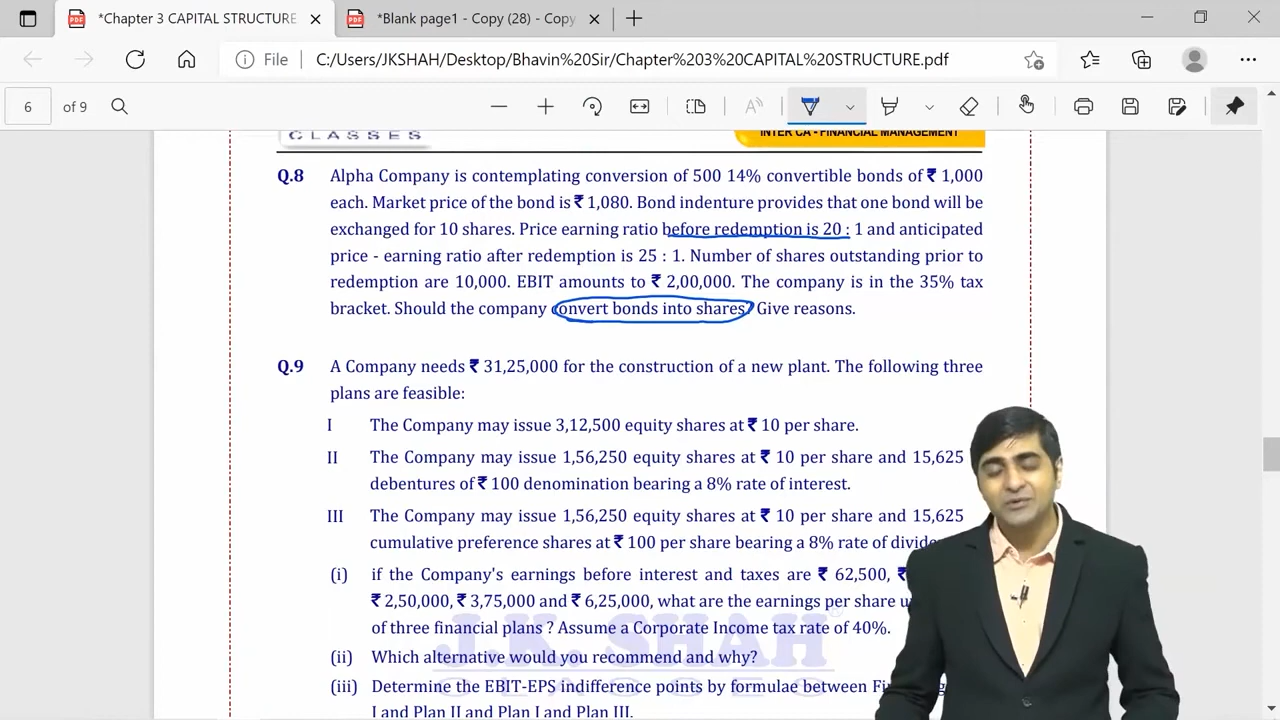 *Chapter 3 CAPITAL STRUCTURE
*Blank page1 - Copy (28) - Copy
File C:/Users/JKSHAH/Desktop/Bhavin%20Sir/Chapter%203%20CAPITAL%20STRUCTURE.pdf
6 of 9
CLASSES INTER CA - FINANCIAL MANAGEMENT
Q.8 Alpha Company is contemplating conversion of 500 14% convertible bonds of ₹ 1,000
each. Market price of the bond is ₹ 1,080. Bond indenture provides that one bond will be
exchanged for 10 shares. Price earning ratio before redemption is 20 : 1 and anticipated
price - earning ratio after redemption is 25 : 1. Number of shares outstanding prior to
redemption are 10,000. EBIT amounts to ₹ 2,00,000. The company is in the 35% tax
bracket. Should the company convert bonds into shares? Give reasons.
Q.9 A Company needs ₹ 31,25,000 for the construction of a new plant. The following three
plans are feasible:
I The Company may issue 3,12,500 equity shares at ₹ 10 per share.
II The Company may issue 1,56,250 equity shares at ₹ 10 per share and 15,625
debentures of ₹ 100 denomination bearing a 8% rate of interest.
III The Company may issue 1,56,250 equity shares at ₹ 10 per share and 15,625
cumulative preference shares at ₹ 100 per share bearing a 8% rate of
(i) if the Company's earnings before interest and taxes are ₹ 62,500, ₹
₹ 2,50,000, ₹ 3,75,000 and ₹ 6,25,000, what are the earnings per share
of three financial plans ? Assume a Corporate Income tax rate of 40%.
J.K. SHAH
CLASSES
(ii) Which alternative would you recommend and why?
(iii) Determine the EBIT-EPS indifference points by formulae between
I and Plan II and Plan I and Plan III.